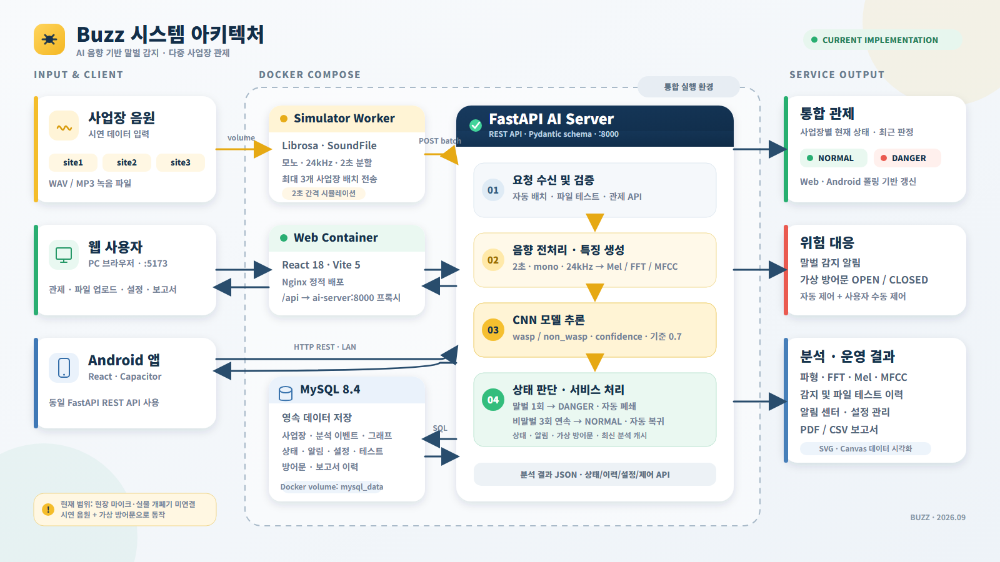 Buzz 시스템 아키텍처
AI 음향 기반 말벌 감지 · 다중 사업장 관제
CURRENT IMPLEMENTATION
INPUT & CLIENT
사업장 음원
시연 데이터 입력
site1
site2
site3
WAV / MP3 녹음 파일
웹 사용자
PC 브라우저 · :5173
관제 · 파일 업로드 · 설정 · 보고서
Android 앱
React · Capacitor
동일 FastAPI REST API 사용
!
현재 범위: 현장 마이크·실물 개폐기 미연결
시연 음원 + 가상 방어문으로 동작
volume
HTTP REST · LAN
DOCKER COMPOSE
통합 실행 환경
Simulator Worker
Librosa · SoundFile
모노 · 24kHz · 2초 분할
최대 3개 사업장 배치 전송
2초 간격 시뮬레이션
POST batch
Web Container
React 18 · Vite 5
Nginx 정적 배포
/api → ai-server:8000 프록시
MySQL 8.4
영속 데이터 저장
사업장 · 분석 이벤트 · 그래프
상태 · 알림 · 설정 · 테스트
방어문 · 보고서 이력
Docker volume: mysql_data
SQL
FastAPI AI Server
REST API · Pydantic schema · :8000
01
요청 수신 및 검증
자동 배치 · 파일 테스트 · 관제 API
02
음향 전처리 · 특징 생성
2초 · mono · 24kHz → Mel / FFT / MFCC
03
CNN 모델 추론
wasp / non_wasp · confidence · 기준 0.7
04
상태 판단 · 서비스 처리
말벌 1회 → DANGER · 자동 폐쇄
비말벌 3회 연속 → NORMAL · 자동 복귀
상태 · 알림 · 가상 방어문 · 최신 분석 캐시
분석 결과 JSON · 상태/이력/설정/제어 API
SERVICE OUTPUT
통합 관제
사업장별 현재 상태 · 최근 판정
NORMAL
DANGER
Web · Android 폴링 기반 갱신
위험 대응
말벌 감지 알림
가상 방어문 OPEN / CLOSED
자동 제어 + 사용자 수동 제어
분석 · 운영 결과
파형 · FFT · Mel · MFCC
감지 및 파일 테스트 이력
알림 센터 · 설정 관리
PDF / CSV 보고서
SVG · Canvas 데이터 시각화
BUZZ · 2026.09